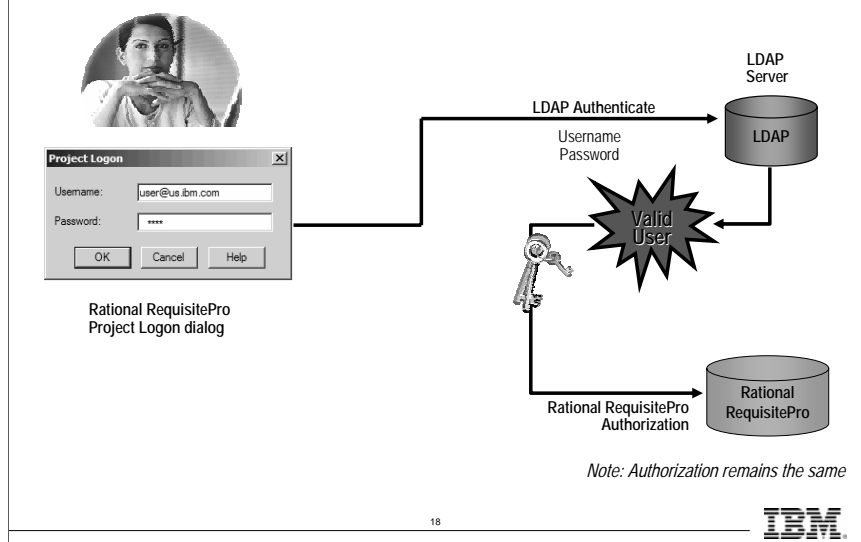 LDAP
Server
LDAP Authenticate
LDAP
Username
Password
Project Logon
Username:
user@us.ibm.com
Password:
****
OK
Cancel
Help
Valid
User
Rational RequisitePro
Project Logon dialog
Rational
RequisitePro
Rational RequisitePro
Authorization
Note: Authorization remains the same
18
IBM